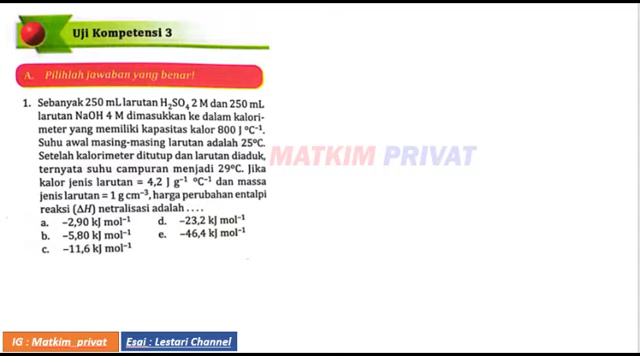 Uji Kompetensi 3
A. Pilihlah jawaban yang benar!
1. Sebanyak 250 mL larutan H₂SO₄ 2 M dan 250 mL
larutan NaOH 4 M dimasukkan ke dalam kalori-
meter yang memiliki kapasitas kalor 800 J °C⁻¹.
Suhu awal masing-masing larutan adalah 25°C.
Setelah kalorimeter ditutup dan larutan diaduk,
ternyata suhu campuran menjadi 29°C. Jika
kalor jenis larutan = 4,2 J g⁻¹ °C⁻¹ dan massa
jenis larutan = 1 g cm⁻³, harga perubahan entalpi
reaksi (ΔH) netralisasi adalah . . . .
a. –2,90 kJ mol⁻¹ d. –23,2 kJ mol⁻¹
b. –5,80 kJ mol⁻¹ e. –46,4 kJ mol⁻¹
c. –11,6 kJ mol⁻¹
MATKIM PRIVAT
IG : Matkim_privat Esai : Lestari Channel